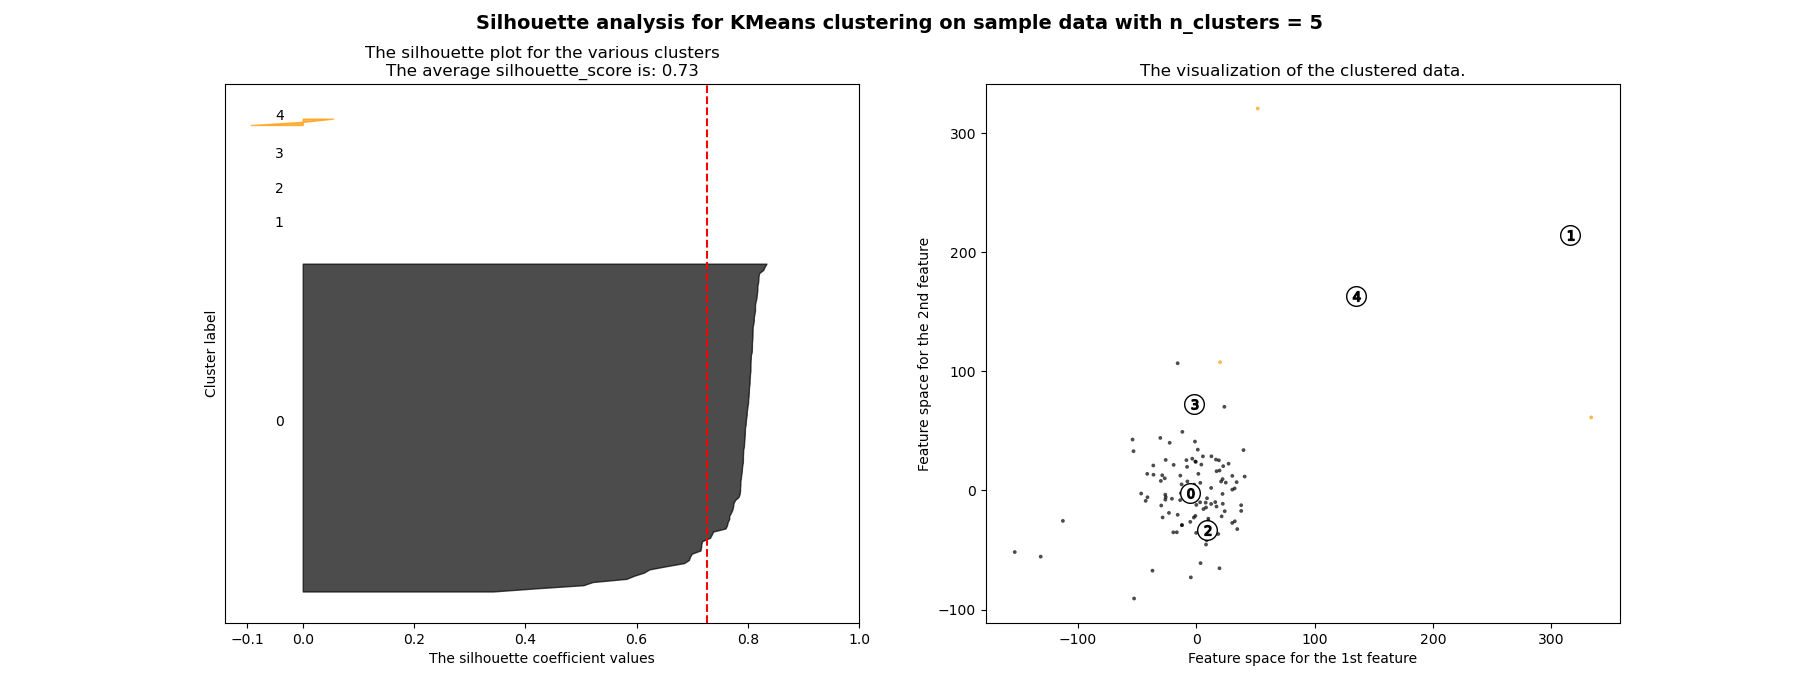 Silhouette analysis for KMeans clustering on sample data with n_clusters = 5
The silhouette plot for the various clusters
The average silhouette_score is: 0.73
4
3
2
1
0
Cluster label
−0.1 0.0 0.2 0.4 0.6 0.8 1.0
The silhouette coefficient values
The visualization of the clustered data.
300
200
100
0
−100
Feature space for the 2nd feature
1
4
3
0
2
−100 0 100 200 300
Feature space for the 1st feature